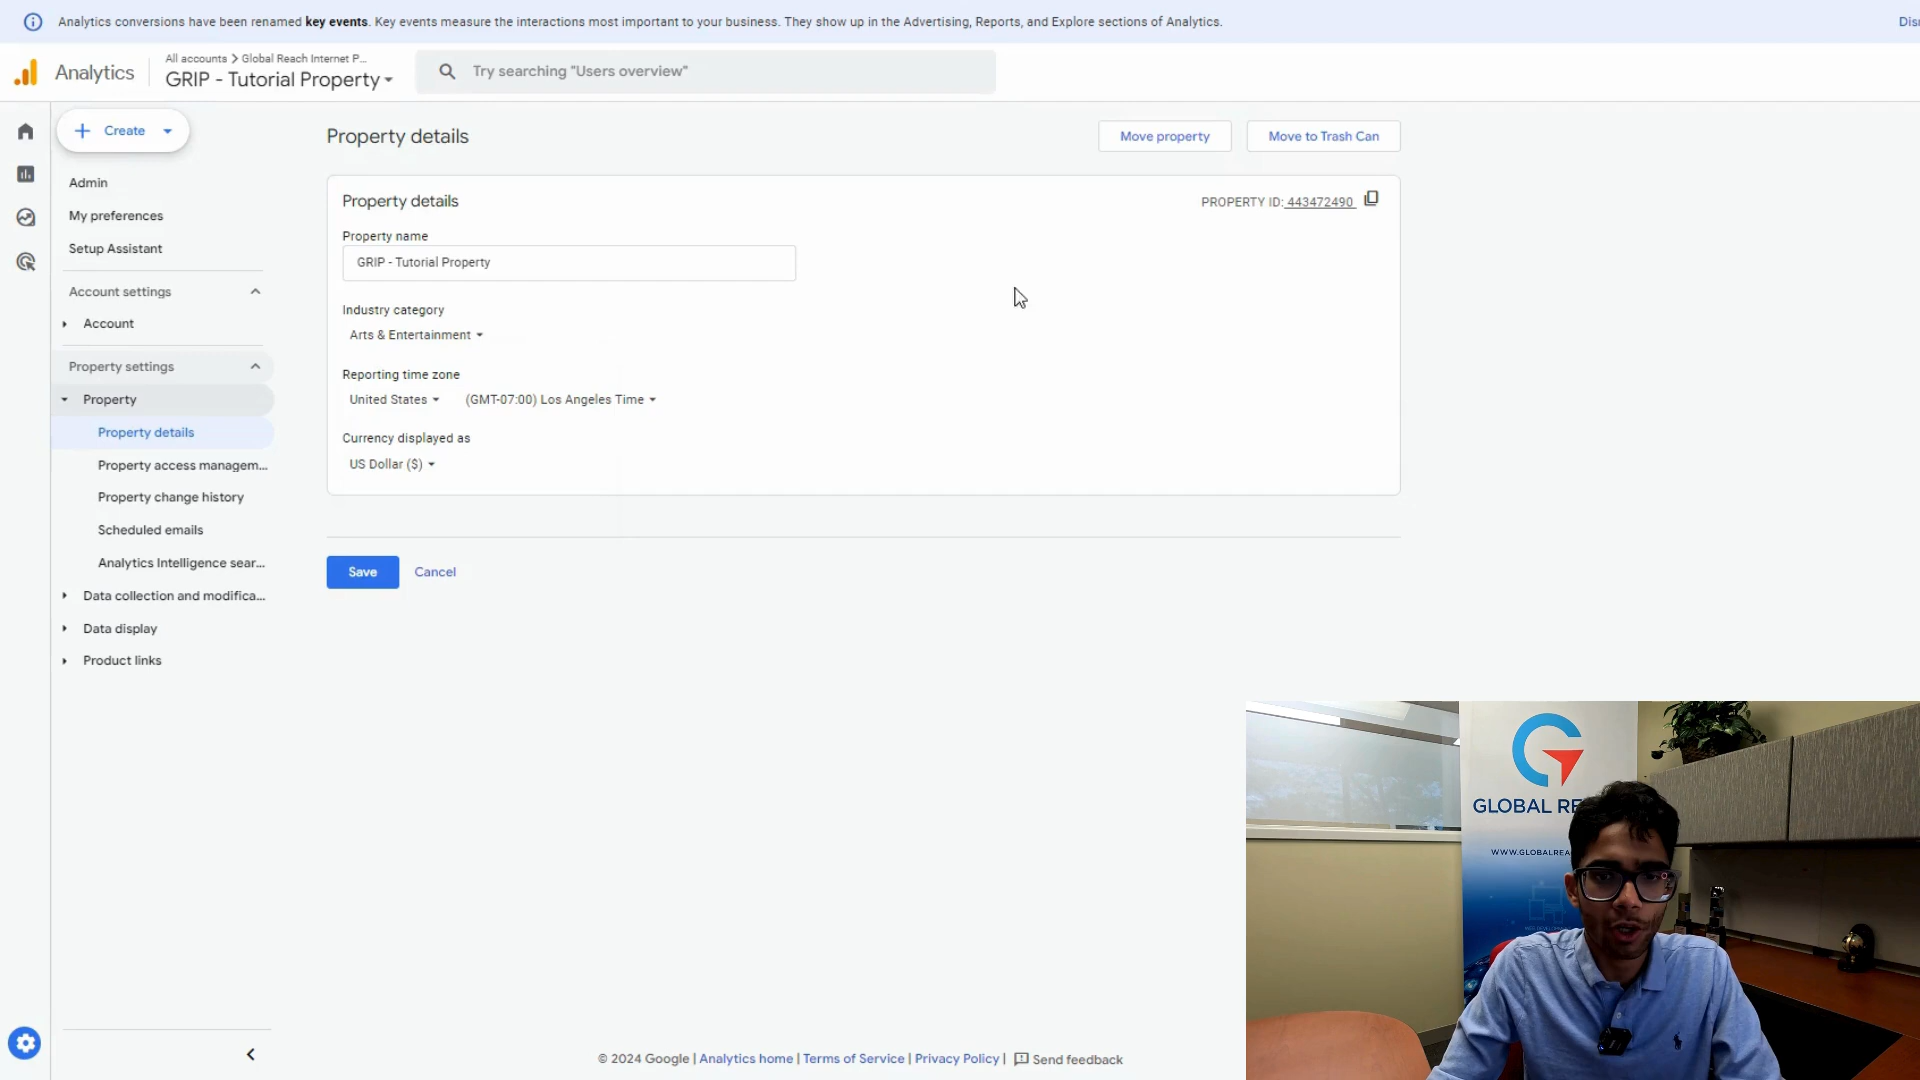 Analytics conversions have been renamed key events. Key events measure the interactions most important to your business. They show up in the Advertising, Reports, and Explore sections of Analytics.
Analytics
All accounts > Global Reach Internet P...
GRIP - Tutorial Property
Try searching "Users overview"
Create
Admin
My preferences
Setup Assistant
Account settings
Account
Property settings
Property
Property details
Property access managem...
Property change history
Scheduled emails
Analytics Intelligence sear...
Data collection and modifica...
Data display
Product links
Property details
Move property
Move to Trash Can
Property details
PROPERTY ID: 443472490
Property name
GRIP - Tutorial Property
Industry category
Arts & Entertainment
Reporting time zone
United States
(GMT-07:00) Los Angeles Time
Currency displayed as
US Dollar ($)
Save
Cancel
© 2024 Google | Analytics home | Terms of Service | Privacy Policy | Send feedback
GLOBAL RE
WWW.GLOBALREA